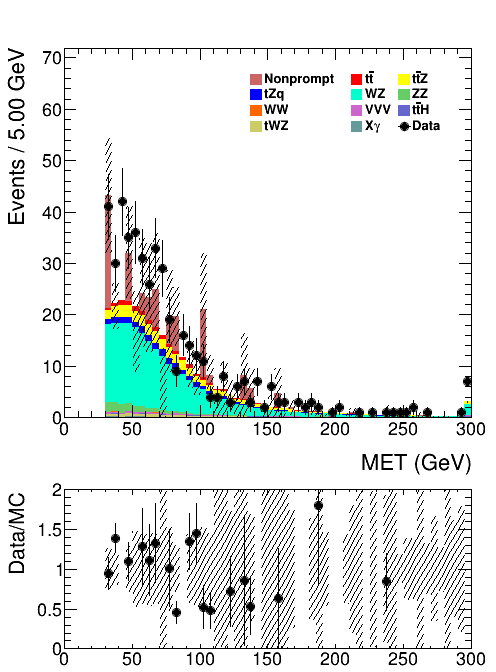 Events / 5.00 GeV
70
60
50
40
30
20
10
0
Nonprompt tt̄ tt̄Z
tZq WZ ZZ
WW VVV tt̄H
tWZ Xγ Data
0 50 100 150 200 250 300
MET (GeV)
Data/MC
2
1.5
1
0.5
0
0 50 100 150 200 250 300